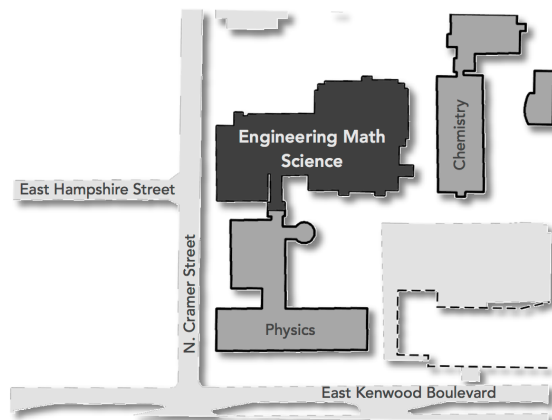 Engineering Math
Science
Chemistry
East Hampshire Street
N. Cramer Street
Physics
East Kenwood Boulevard